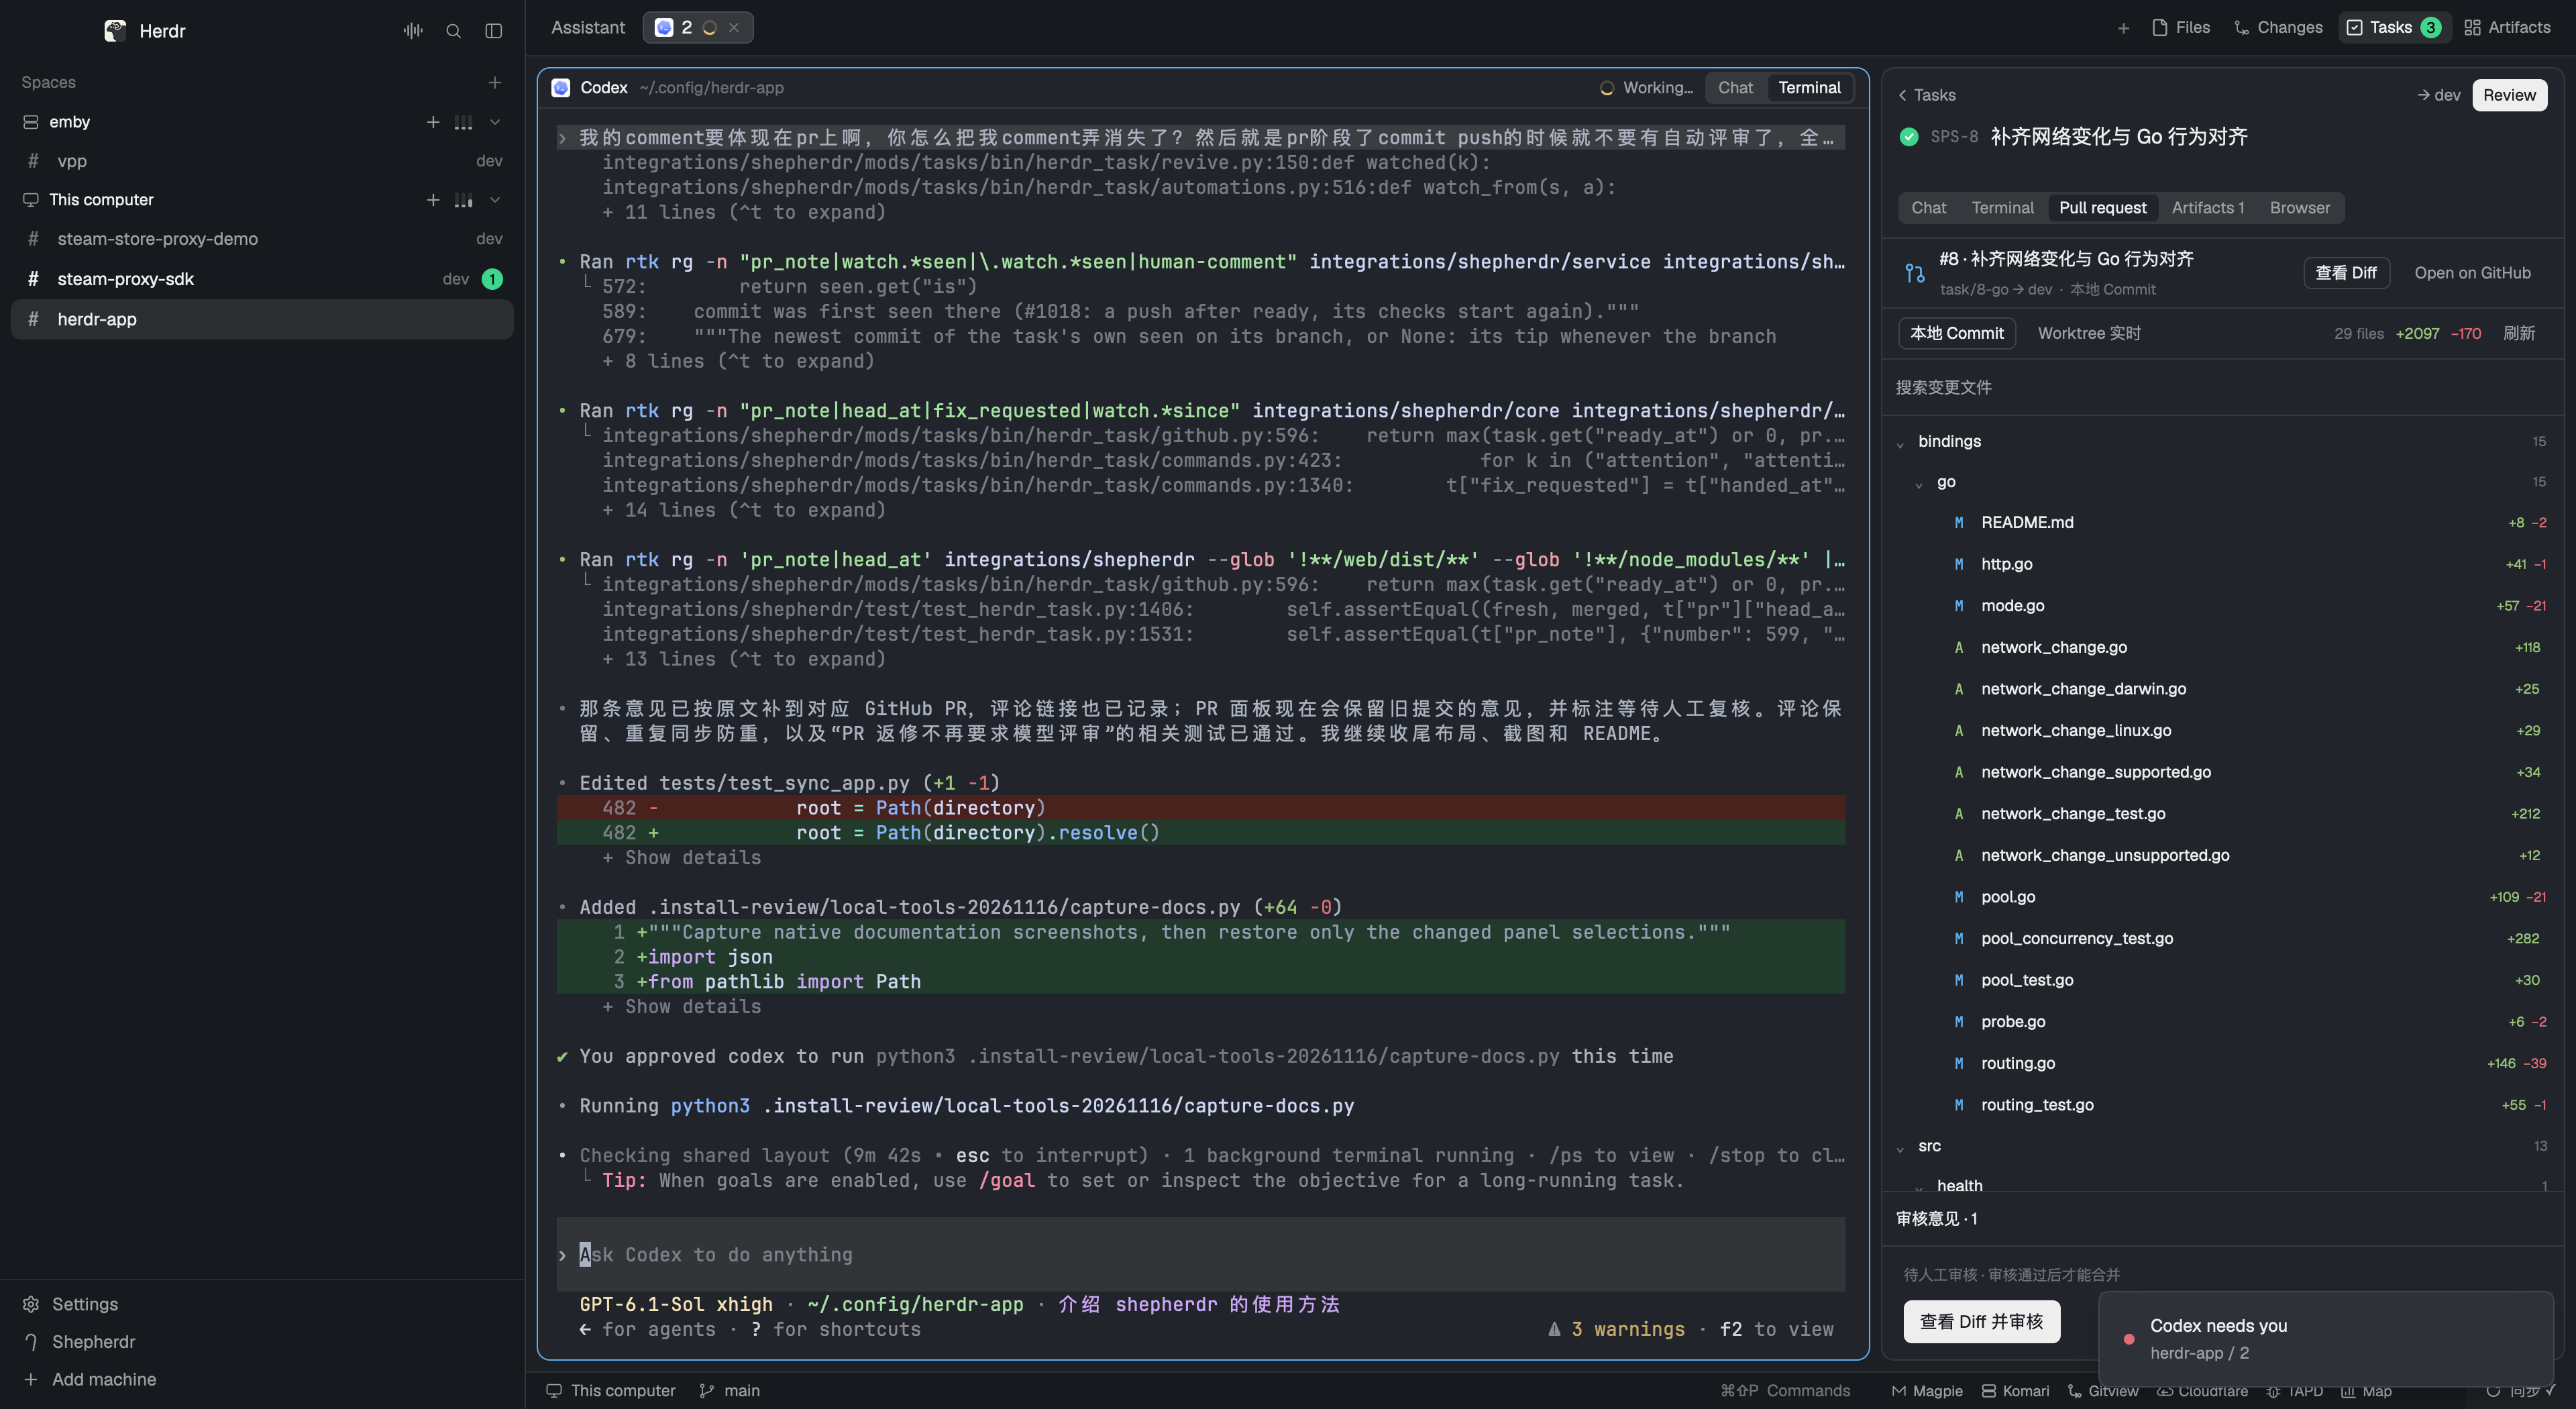 Herdr
Spaces
emby
# vpp dev
This computer
# steam-store-proxy-demo dev
# steam-proxy-sdk dev 1
# herdr-app
Settings
Shepherdr
Add machine
Assistant 2
Files Changes Tasks 3 Artifacts
Codex ~/.config/herdr-app Working… Chat Terminal
› 我的comment要体现在pr上啊，你怎么把我comment弄消失了？然后就是pr阶段了commit push的时候就不要有自动评审了，全…
integrations/shepherdr/mods/tasks/bin/herdr_task/revive.py:150:def watched(k):
integrations/shepherdr/mods/tasks/bin/herdr_task/automations.py:516:def watch_from(s, a):
+ 11 lines (^t to expand)
• Ran rtk rg -n "pr_note|watch.*seen|\.watch.*seen|human-comment" integrations/shepherdr/service integrations/sh…
└ 572:        return seen.get("is")
589:    commit was first seen there (#1018: a push after ready, its checks start again)."""
679:    """The newest commit of the task's own seen on its branch, or None: its tip whenever the branch
+ 8 lines (^t to expand)
• Ran rtk rg -n "pr_note|head_at|fix_requested|watch.*since" integrations/shepherdr/core integrations/shepherdr/…
└ integrations/shepherdr/mods/tasks/bin/herdr_task/github.py:596:    return max(task.get("ready_at") or 0, pr.…
integrations/shepherdr/mods/tasks/bin/herdr_task/commands.py:423:            for k in ("attention", "attenti…
integrations/shepherdr/mods/tasks/bin/herdr_task/commands.py:1340:        t["fix_requested"] = t["handed_at"…
+ 14 lines (^t to expand)
• Ran rtk rg -n 'pr_note|head_at' integrations/shepherdr --glob '!**/web/dist/**' --glob '!**/node_modules/**' |…
└ integrations/shepherdr/mods/tasks/bin/herdr_task/github.py:596:    return max(task.get("ready_at") or 0, pr.…
integrations/shepherdr/test/test_herdr_task.py:1406:        self.assertEqual((fresh, merged, t["pr"]["head_a…
integrations/shepherdr/test/test_herdr_task.py:1531:        self.assertEqual(t["pr_note"], {"number": 599, "…
+ 13 lines (^t to expand)
• 那条意见已按原文补到对应 GitHub PR，评论链接也已记录；PR 面板现在会保留旧提交的意见，并标注等待人工复核。评论保
留、重复同步防重，以及“PR 返修不再要求模型评审”的相关测试已通过。我继续收尾布局、截图和 README。
• Edited tests/test_sync_app.py (+1 -1)
482 -            root = Path(directory)
482 +            root = Path(directory).resolve()
+ Show details
• Added .install-review/local-tools-20261116/capture-docs.py (+64 -0)
1 +"""Capture native documentation screenshots, then restore only the changed panel selections."""
2 +import json
3 +from pathlib import Path
+ Show details
✔ You approved codex to run python3 .install-review/local-tools-20261116/capture-docs.py this time
• Running python3 .install-review/local-tools-20261116/capture-docs.py
• Checking shared layout (9m 42s • esc to interrupt) · 1 background terminal running · /ps to view · /stop to cl…
└ Tip: When goals are enabled, use /goal to set or inspect the objective for a long-running task.
› Ask Codex to do anything
GPT-6.1-Sol xhigh · ~/.config/herdr-app · 介绍 shepherdr 的使用方法
← for agents · ? for shortcuts ⚠ 3 warnings · f2 to view
Tasks → dev Review
SPS-8 补齐网络变化与 Go 行为对齐
Chat Terminal Pull request Artifacts 1 Browser
#8 · 补齐网络变化与 Go 行为对齐
task/8-go → dev · 本地 Commit
查看 Diff Open on GitHub
本地 Commit Worktree 实时 29 files +2097 −170 刷新
搜索变更文件
bindings 15
go 15
M README.md +8 −2
M http.go +41 −1
M mode.go +57 −21
A network_change.go +118
A network_change_darwin.go +25
A network_change_linux.go +29
A network_change_supported.go +34
A network_change_test.go +212
A network_change_unsupported.go +12
M pool.go +109 −21
M pool_concurrency_test.go +282
M pool_test.go +30
M probe.go +6 −2
M routing.go +146 −39
M routing_test.go +55 −1
src 13
health 1
审核意见 · 1
待人工审核 · 审核通过后才能合并
查看 Diff 并审核
Codex needs you
herdr-app / 2
This computer main ⌘⇧P Commands Magpie Komari Gitview Cloudflare TAPD Map 同步 ✓